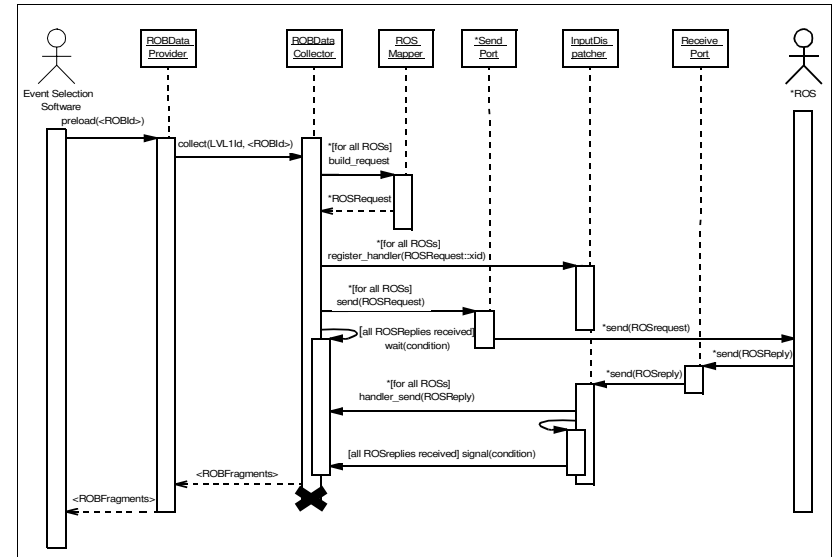 ROBData
Provider
ROBData
Collector
ROS
Mapper
*Send
Port
InputDis
patcher
Receive
Port
Event Selection
Software
*ROS
preload(<ROBId>)
collect(LVL1Id, <ROBId>)
*[for all ROSs]
build_request
*ROSRequest
*[for all ROSs]
register_handler(ROSRequest::xid)
*[for all ROSs]
send(ROSRequest)
[all ROSReplies received]
wait(condition)
*send(ROSrequest)
*send(ROSReply)
*send(ROSreply)
*[for all ROSs]
handler_send(ROSReply)
[all ROSreplies received] signal(condition)
<ROBFragments>
<ROBFragments>